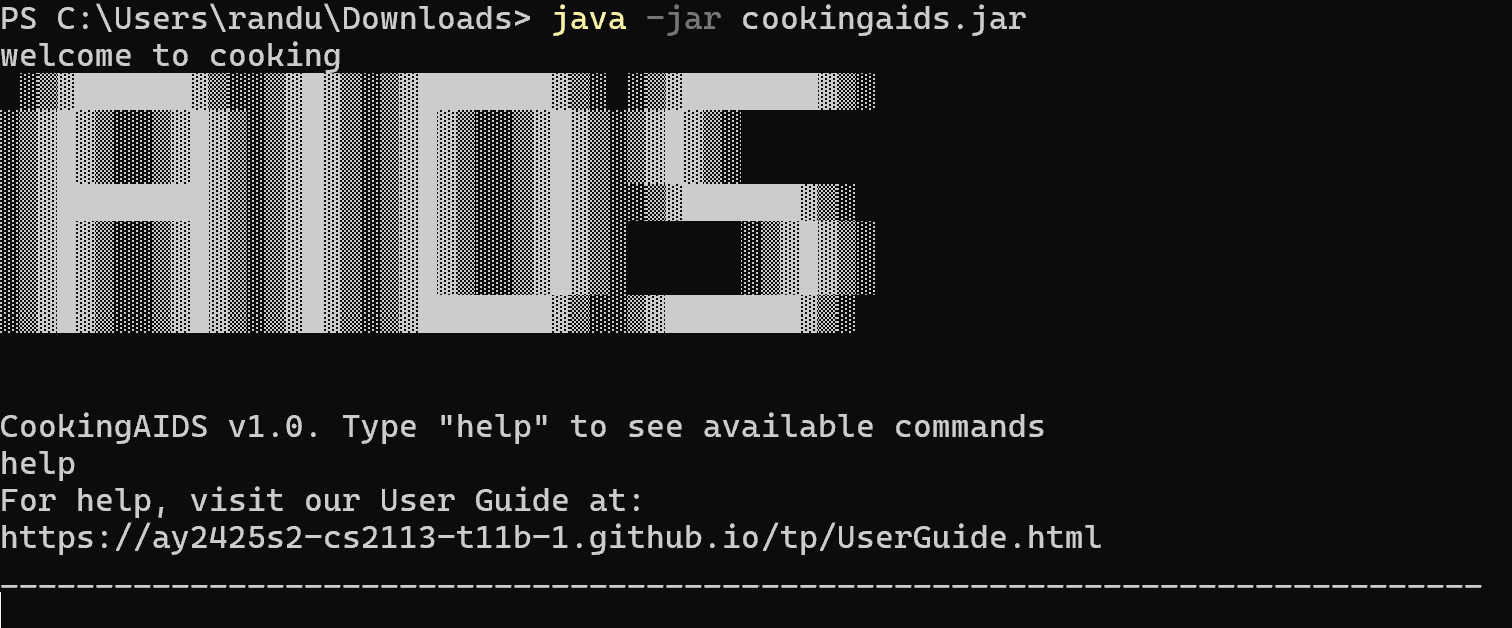 PS C:\Users\randu\Downloads> java -jar cookingaids.jar
welcome to cooking
AIDS
CookingAIDS v1.0. Type "help" to see available commands
help
For help, visit our User Guide at:
https://ay2425s2-cs2113-t11b-1.github.io/tp/UserGuide.html
------------------------------------------------------------------------------